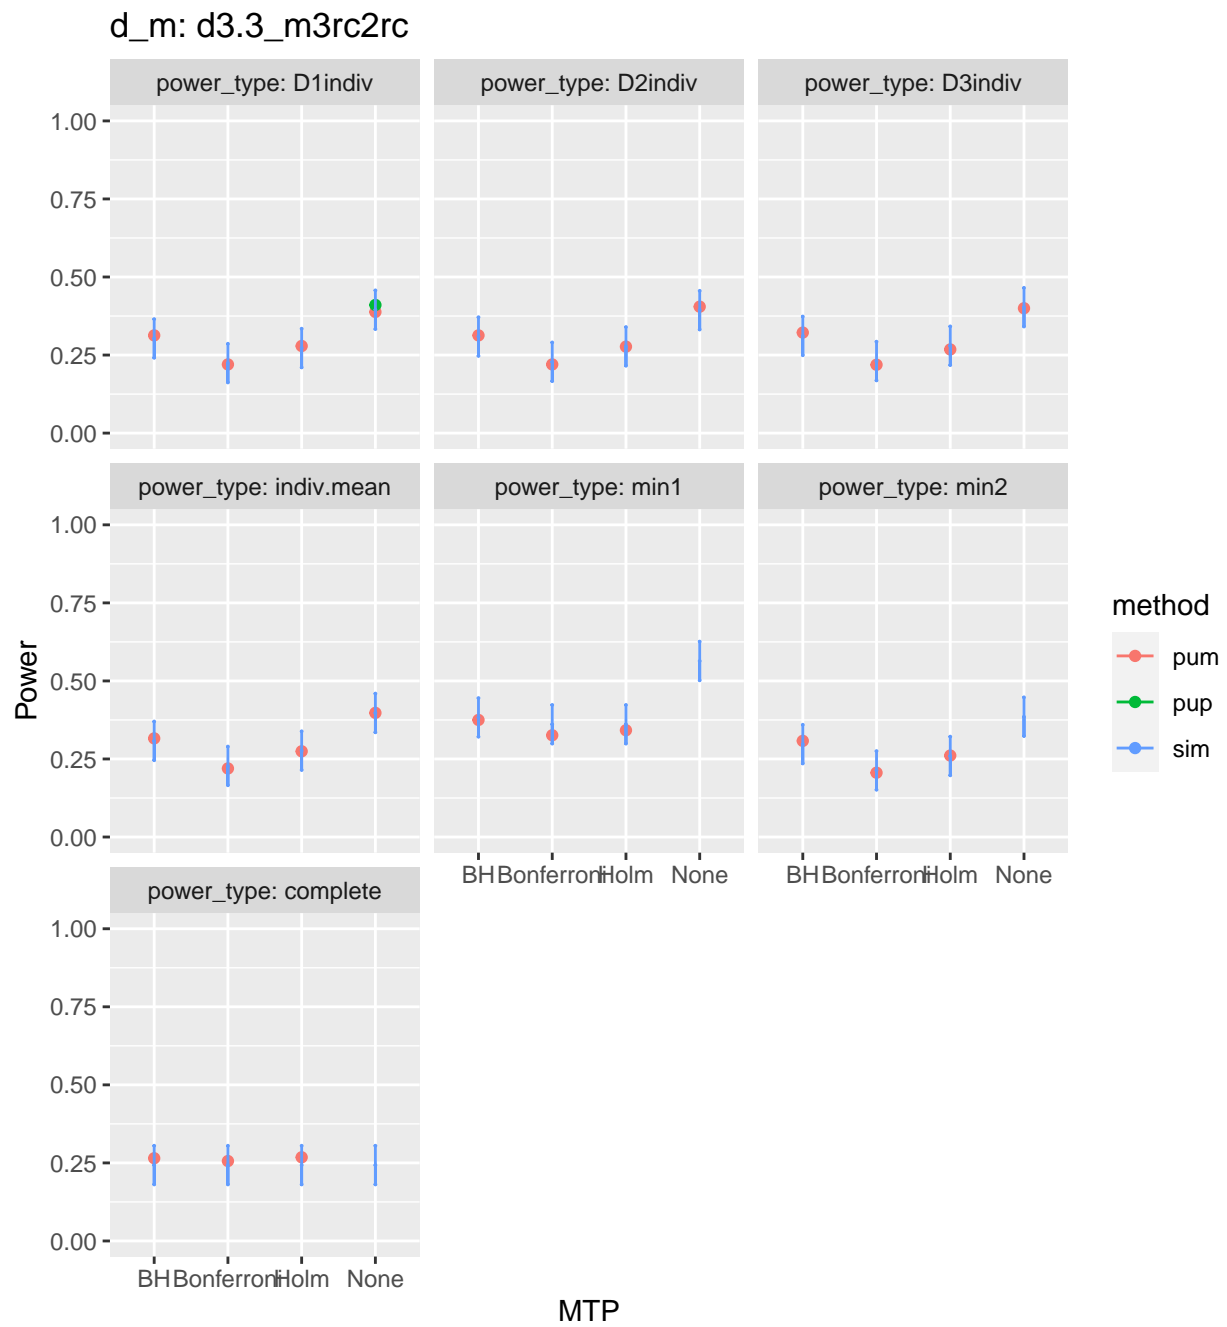 d_m: d3.3_m3rc2rc
power_type: D1indiv
power_type: D2indiv
power_type: D3indiv
1.00
0.75
0.50
0.25
0.00
power_type: indiv.mean
power_type: min1
power_type: min2
1.00
0.75
0.50
0.25
0.00
BH Bonferroni Holm None
BH Bonferroni Holm None
power_type: complete
1.00
0.75
0.50
0.25
0.00
BH Bonferroni Holm None
Power
MTP
method
pum
pup
sim